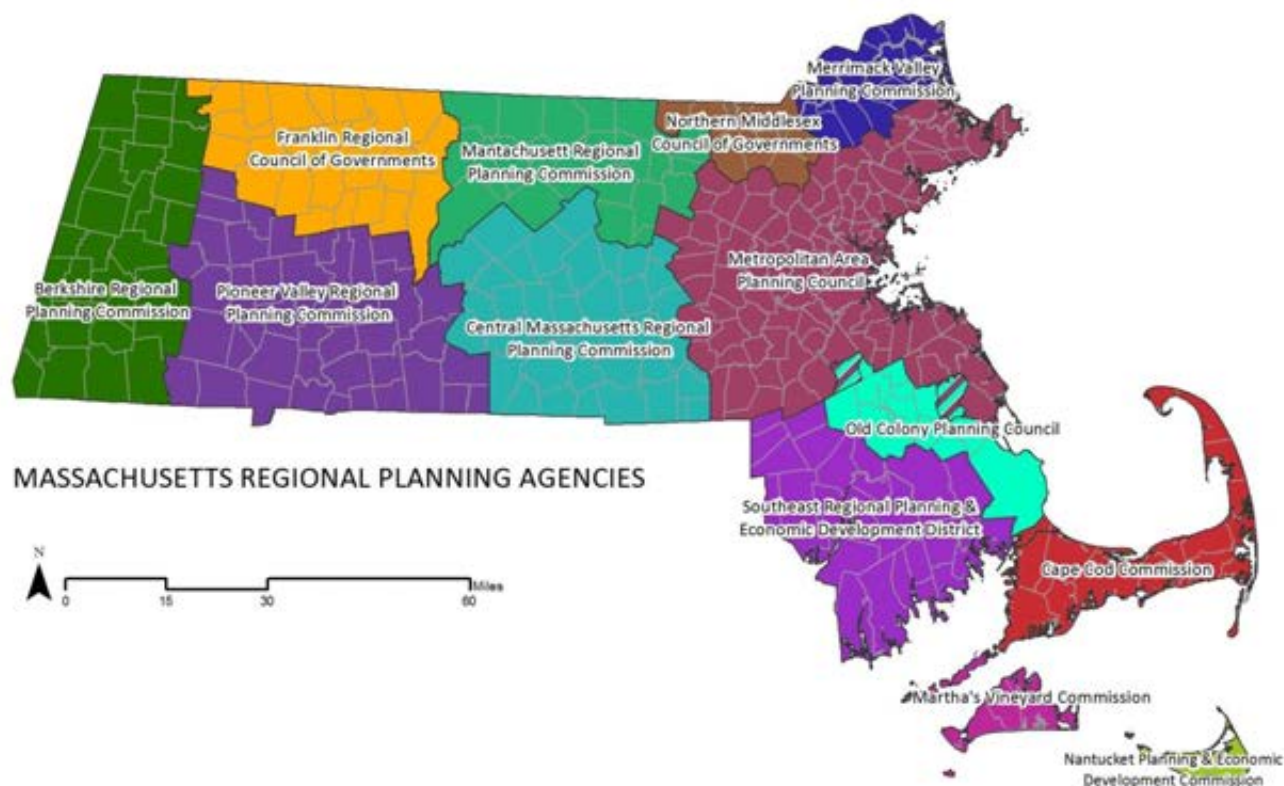 Merrimack Valley
Planning Commission
Northern Middlesex
Council of Governments
Franklin Regional
Council of Governments
Mantachusett Regional
Planning Commission
Metropolitan Area
Planning Council
Berkshire Regional
Planning Commission
Pioneer Valley Regional
Planning Commission
Central Massachusetts Regional
Planning Commission
Old Colony Planning Council
MASSACHUSETTS REGIONAL PLANNING AGENCIES
Southeast Regional Planning &
Economic Development District
N
Miles
0 15 30 60
Cape Cod Commission
Martha's Vineyard Commission
Nantucket Planning & Economic
Development Commission